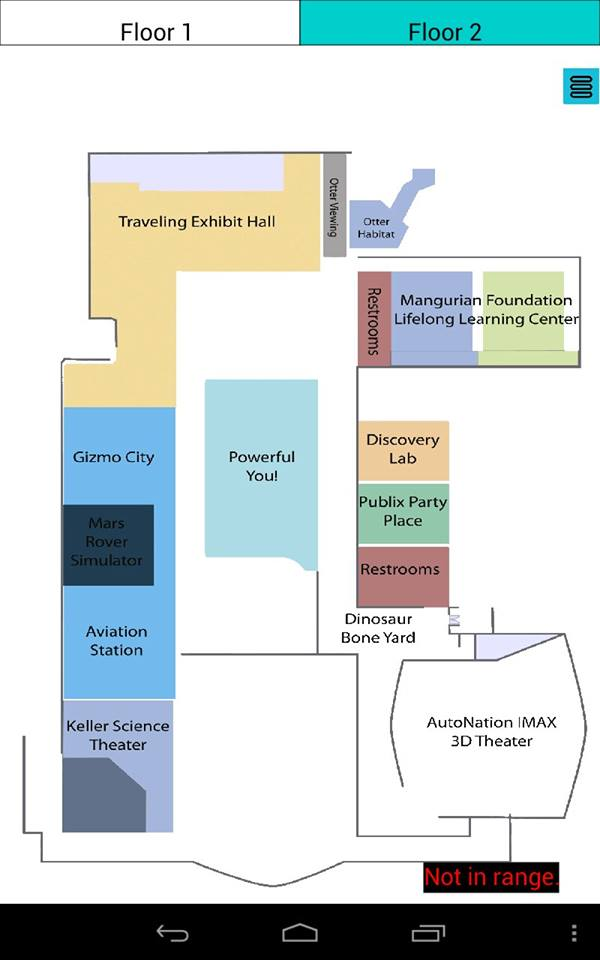 Floor 1
Floor 2
Traveling Exhibit Hall
Otter Viewing
Otter
Habitat
Restrooms
Mangurian Foundation
Lifelong Learning Center
Gizmo City
Powerful
You!
Discovery
Lab
Mars
Rover
Simulator
Publix Party
Place
Restrooms
Aviation
Station
Dinosaur
Bone Yard
Keller Science
Theater
AutoNation IMAX
3D Theater
Not in range.